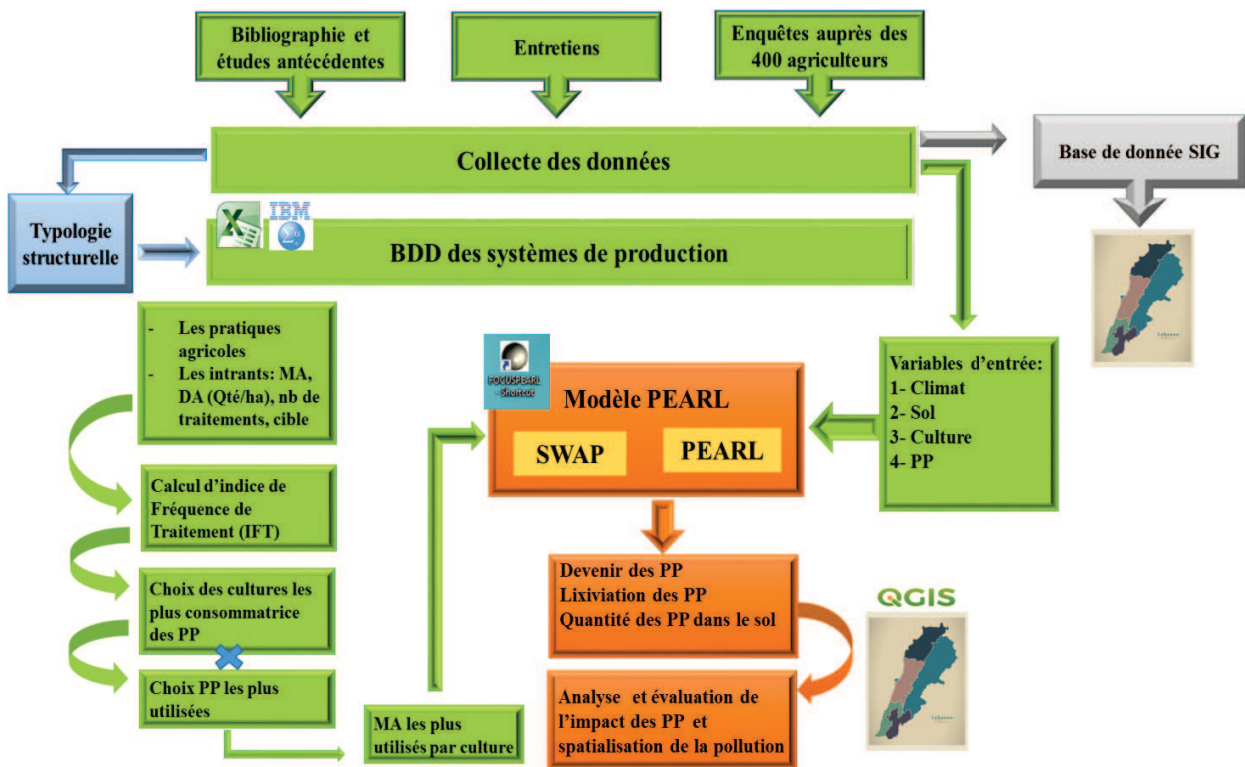 Bibliographie et
études antécédentes
Entretiens
Enquêtes auprès des
400 agriculteurs
Collecte des données
Base de donnée SIG
Typologie
structurelle
IBM
BDD des systèmes de production
Lebanon
- Les pratiques
agricoles
- Les intrants: MA,
DA (Qté/ha), nb de
traitements, cible
Calcul d'indice de
Fréquence de
Traitement (IFT)
Choix des cultures les
plus consommatrice
des PP
Choix PP les plus
utilisées
MA les plus
utilisés par culture
FOCUSPEARL
- Shortcut
Modèle PEARL
SWAP
PEARL
Variables d'entrée:
1- Climat
2- Sol
3- Culture
4- PP
Devenir des PP
Lixiviation des PP
Quantité des PP dans le sol
Analyse et évaluation de
l'impact des PP et
spatialisation de la pollution
QGIS
Lebanon